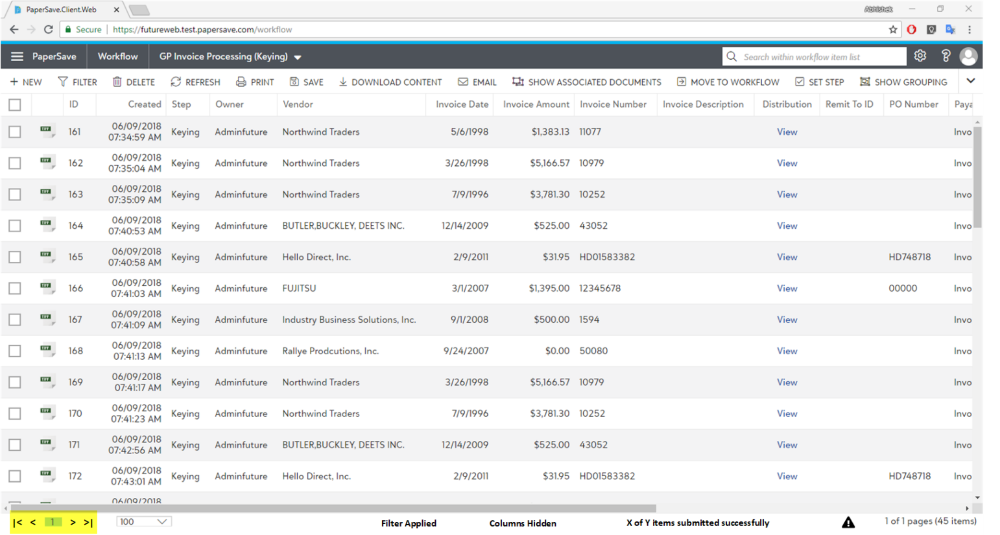 PaperSave.Client.Web
Abhishek
Secure | https://futureweb.test.papersave.com/workflow
PaperSave Workflow GP Invoice Processing (Keying) Search within workflow item list
NEW FILTER DELETE REFRESH PRINT SAVE DOWNLOAD CONTENT EMAIL SHOW ASSOCIATED DOCUMENTS MOVE TO WORKFLOW SET STEP SHOW GROUPING
ID Created Step Owner Vendor Invoice Date Invoice Amount Invoice Number Invoice Description Distribution Remit To ID PO Number Paya
06/09/2018
TIFF 161 07:34:59 AM Keying Adminfuture Northwind Traders 5/6/1998 $1,383.13 11077 View Invo
06/09/2018
TIFF 162 07:35:04 AM Keying Adminfuture Northwind Traders 3/26/1998 $5,166.57 10979 View Invo
06/09/2018
TIFF 163 07:35:09 AM Keying Adminfuture Northwind Traders 7/9/1996 $3,781.30 10252 View Invo
06/09/2018
TIFF 164 07:40:53 AM Keying Adminfuture BUTLER,BUCKLEY, DEETS INC. 12/14/2009 $525.00 43052 View Invo
06/09/2018
TIFF 165 07:40:58 AM Keying Adminfuture Hello Direct, Inc. 2/9/2011 $31.95 HD01583382 View HD748718 Invo
06/09/2018
TIFF 166 07:41:03 AM Keying Adminfuture FUJITSU 3/1/2007 $1,395.00 12345678 View 00000 Invo
06/09/2018
TIFF 167 07:41:09 AM Keying Adminfuture Industry Business Solutions, Inc. 9/1/2008 $500.00 1594 View Invo
06/09/2018
TIFF 168 07:41:13 AM Keying Adminfuture Rallye Prodcutions, Inc. 9/24/2007 $0.00 50080 View Invo
06/09/2018
TIFF 169 07:41:17 AM Keying Adminfuture Northwind Traders 3/26/1998 $5,166.57 10979 View Invo
06/09/2018
TIFF 170 07:41:23 AM Keying Adminfuture Northwind Traders 7/9/1996 $3,781.30 10252 View Invo
06/09/2018
TIFF 171 07:42:56 AM Keying Adminfuture BUTLER,BUCKLEY, DEETS INC. 12/14/2009 $525.00 43052 View Invo
06/09/2018
TIFF 172 07:43:01 AM Keying Adminfuture Hello Direct, Inc. 2/9/2011 $31.95 HD01583382 View HD748718 Invo
06/09/2018
|< < 1 > >| 100 Filter Applied Columns Hidden X of Y items submitted successfully 1 of 1 pages (45 items)